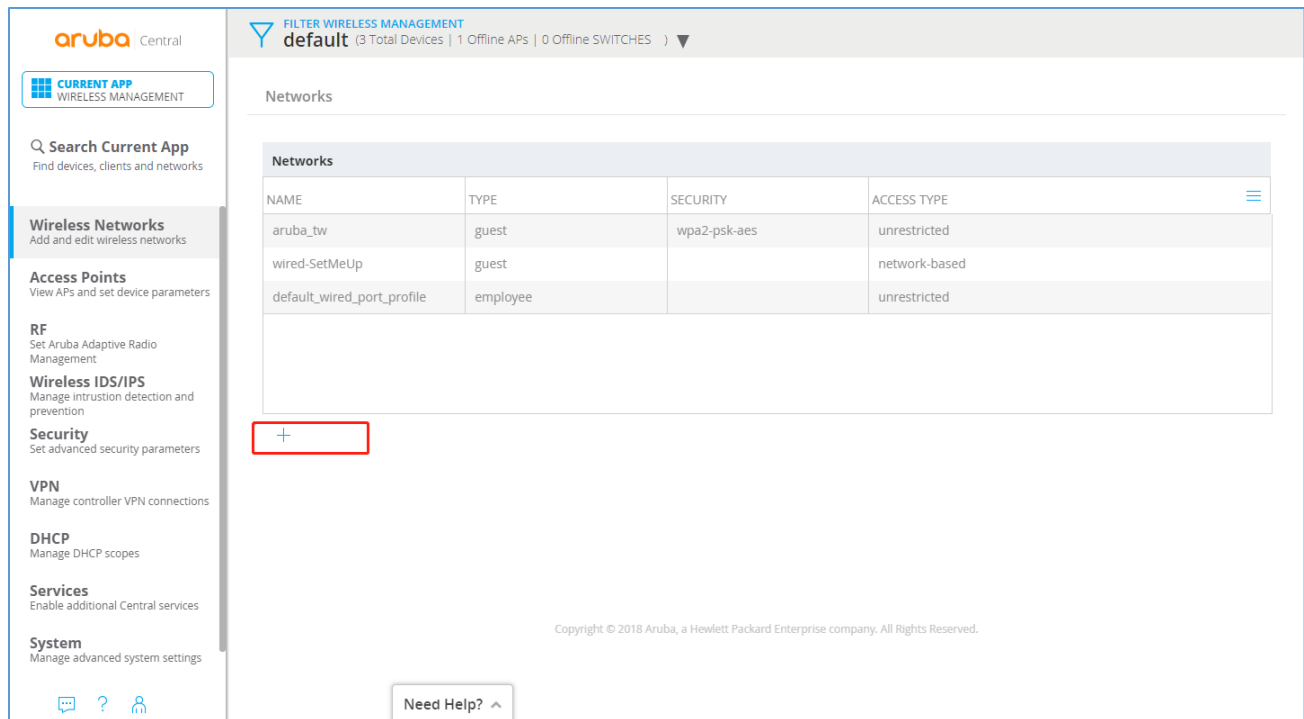 aruba Central
CURRENT APP
WIRELESS MANAGEMENT
Search Current App
Find devices, clients and networks
Wireless Networks
Add and edit wireless networks
Access Points
View APs and set device parameters
RF
Set Aruba Adaptive Radio
Management
Wireless IDS/IPS
Manage intrustion detection and
prevention
Security
Set advanced security parameters
VPN
Manage controller VPN connections
DHCP
Manage DHCP scopes
Services
Enable additional Central services
System
Manage advanced system settings
?
FILTER WIRELESS MANAGEMENT
default (3 Total Devices | 1 Offline APs | 0 Offline SWITCHES ) ▼
Networks
Networks
NAME TYPE SECURITY ACCESS TYPE
aruba_tw guest wpa2-psk-aes unrestricted
wired-SetMeUp guest network-based
default_wired_port_profile employee unrestricted
+
Copyright © 2018 Aruba, a Hewlett Packard Enterprise company. All Rights Reserved.
Need Help?